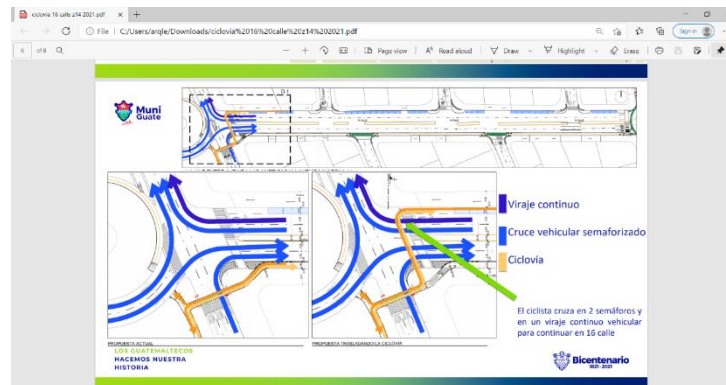 ciclovia 16 calle z14 2021.pdf
File | C:/Users/arqle/Downloads/ciclovia%2016%20calle%20z14%202021.pdf
Sign in
6 of 8
Page view | Read aloud | Draw | Highlight | Erase
Muni
Guate
Viraje continuo
Cruce vehicular semaforizado
Ciclovía
El ciclista cruza en 2 semáforos y
en un viraje continuo vehicular
para continuar en 16 calle
PROPUESTA ACTUAL
PROPUESTA TRASLADANDO LA CICLOVIA
LOS GUATEMALTECOS
HACEMOS NUESTRA
HISTORIA
Bicentenario
1821 - 2021